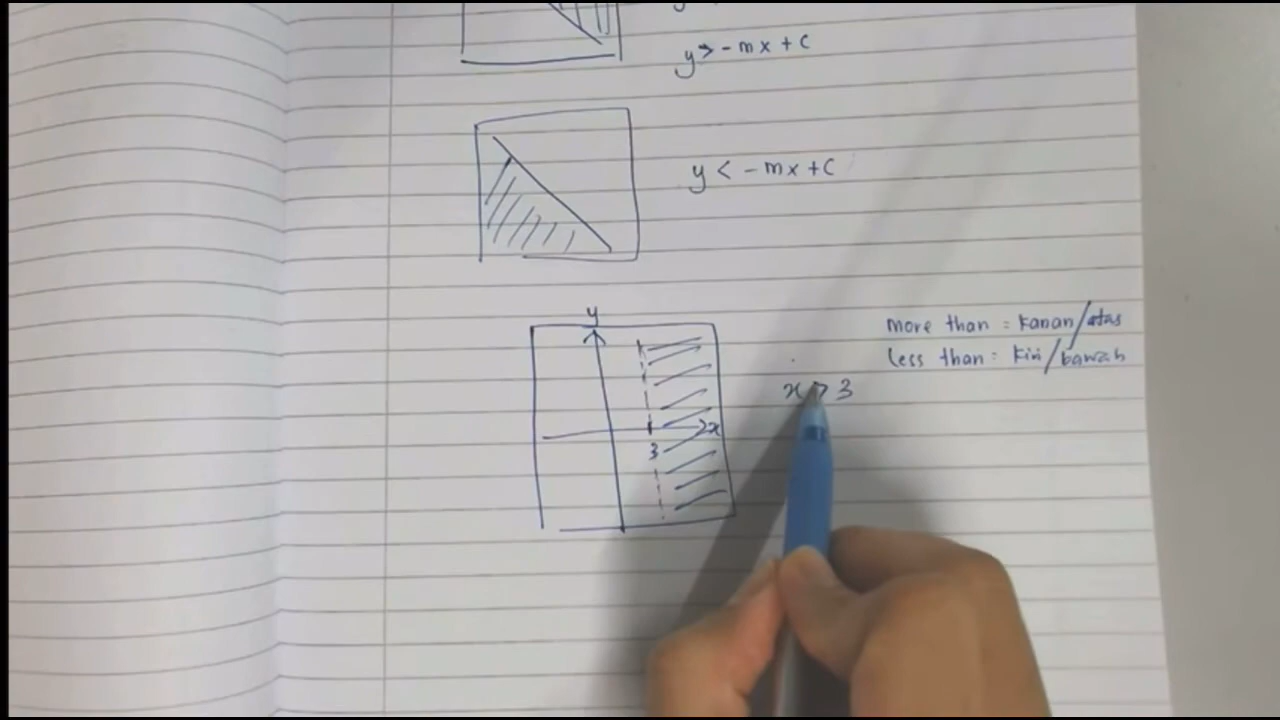 y > - mx + c
y < - mx + c
y
more than : kanan/atas
less than : kiri/bawah
x > 3
x
3